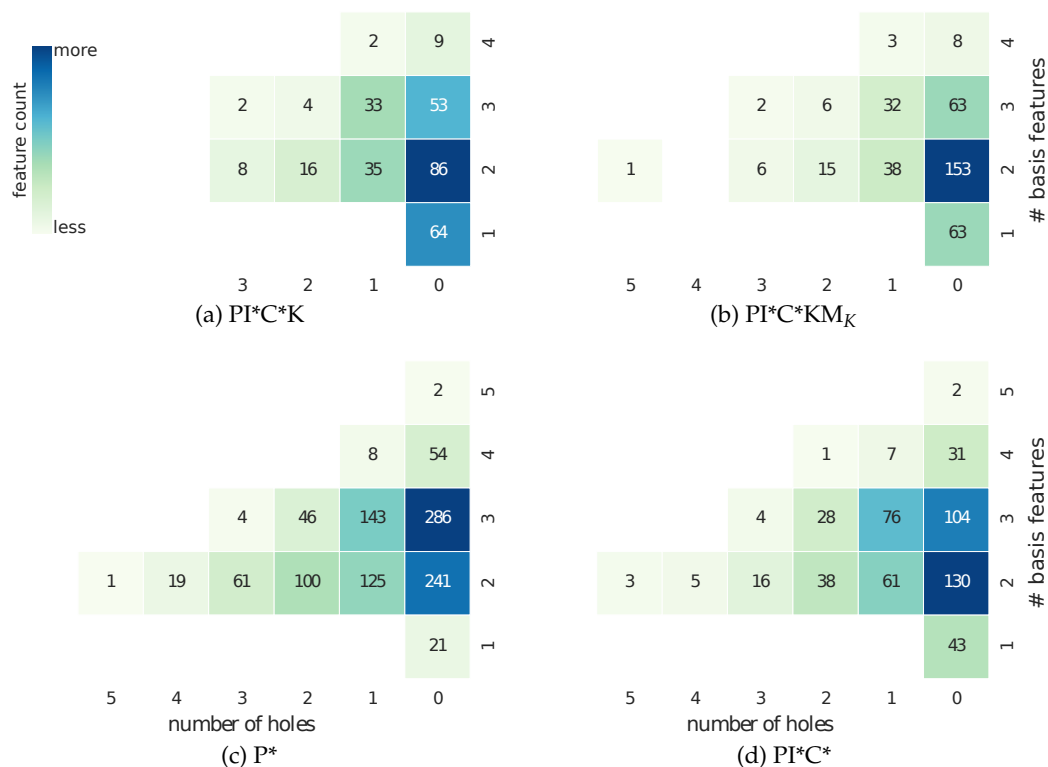 more
feature count
less
2 9 4
2 4 33 53 3
8 16 35 86 2
64 1
3 2 1 0
(a) PI*C*K
3 8 4
2 6 32 63 3
1 6 15 38 153 2
63 1
# basis features
5 4 3 2 1 0
(b) PI*C*KM_K
2 5
8 54 4
4 46 143 286 3
1 19 61 100 125 241 2
21 1
5 4 3 2 1 0
number of holes
(c) P*
2 5
1 7 31 4
4 28 76 104 3
3 5 16 38 61 130 2
43 1
# basis features
5 4 3 2 1 0
number of holes
(d) PI*C*